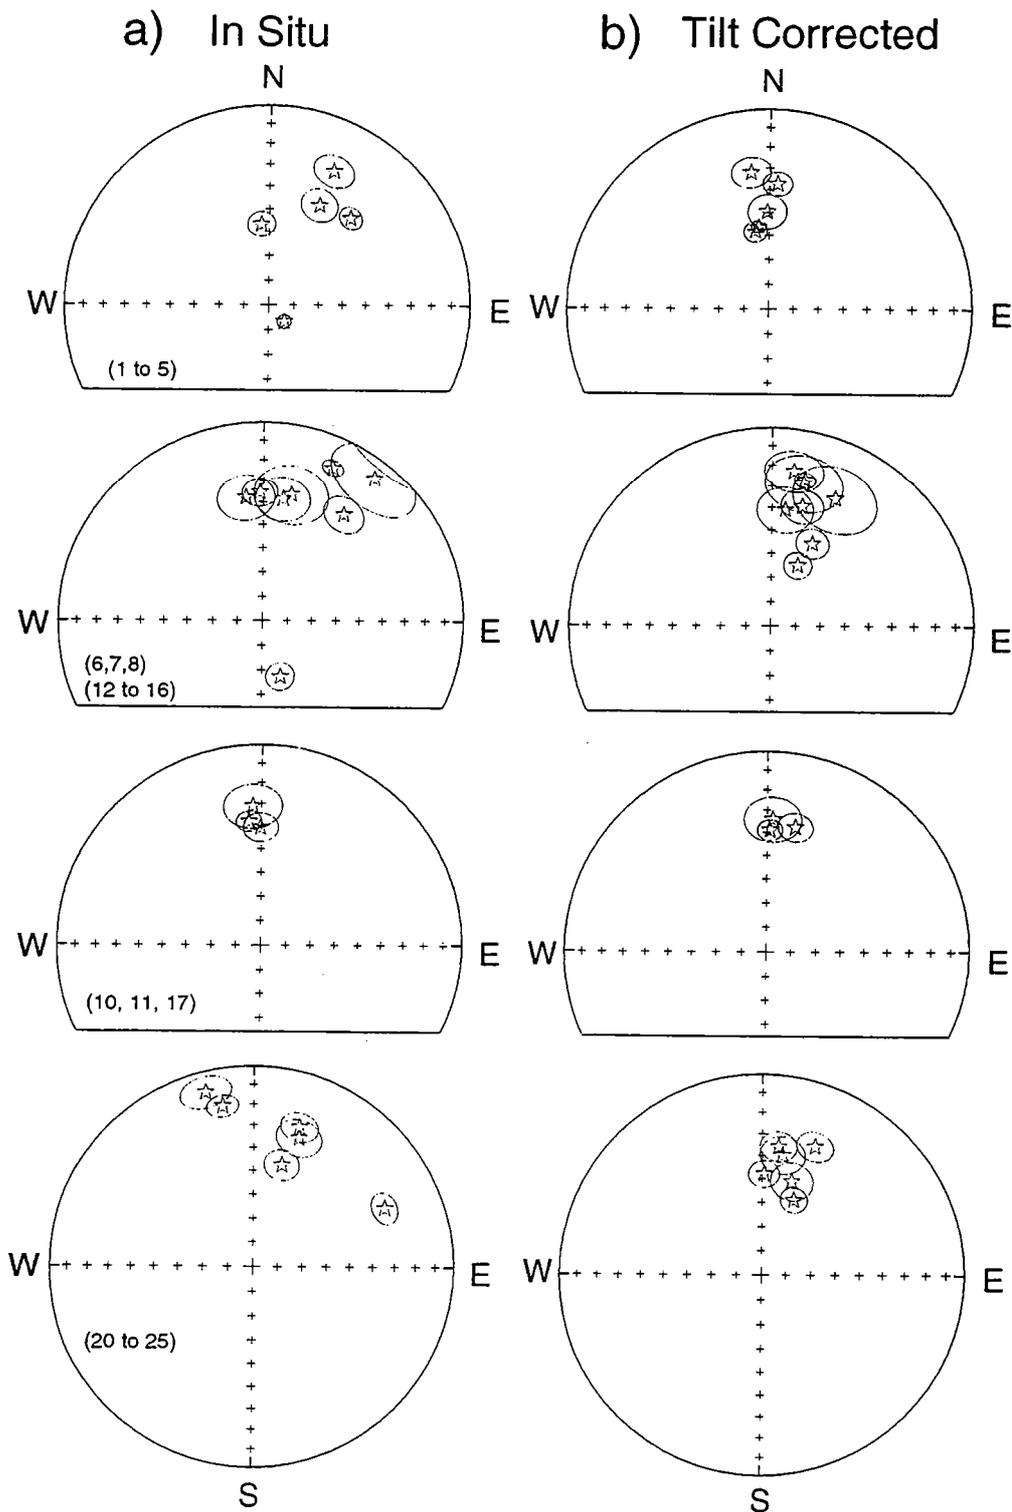 a) In Situ
b) Tilt Corrected
N
N
W
E
W
E
(1 to 5)
W
E
W
E
(6,7,8)
(12 to 16)
W
E
W
E
(10, 11, 17)
W
E
W
E
(20 to 25)
S
S